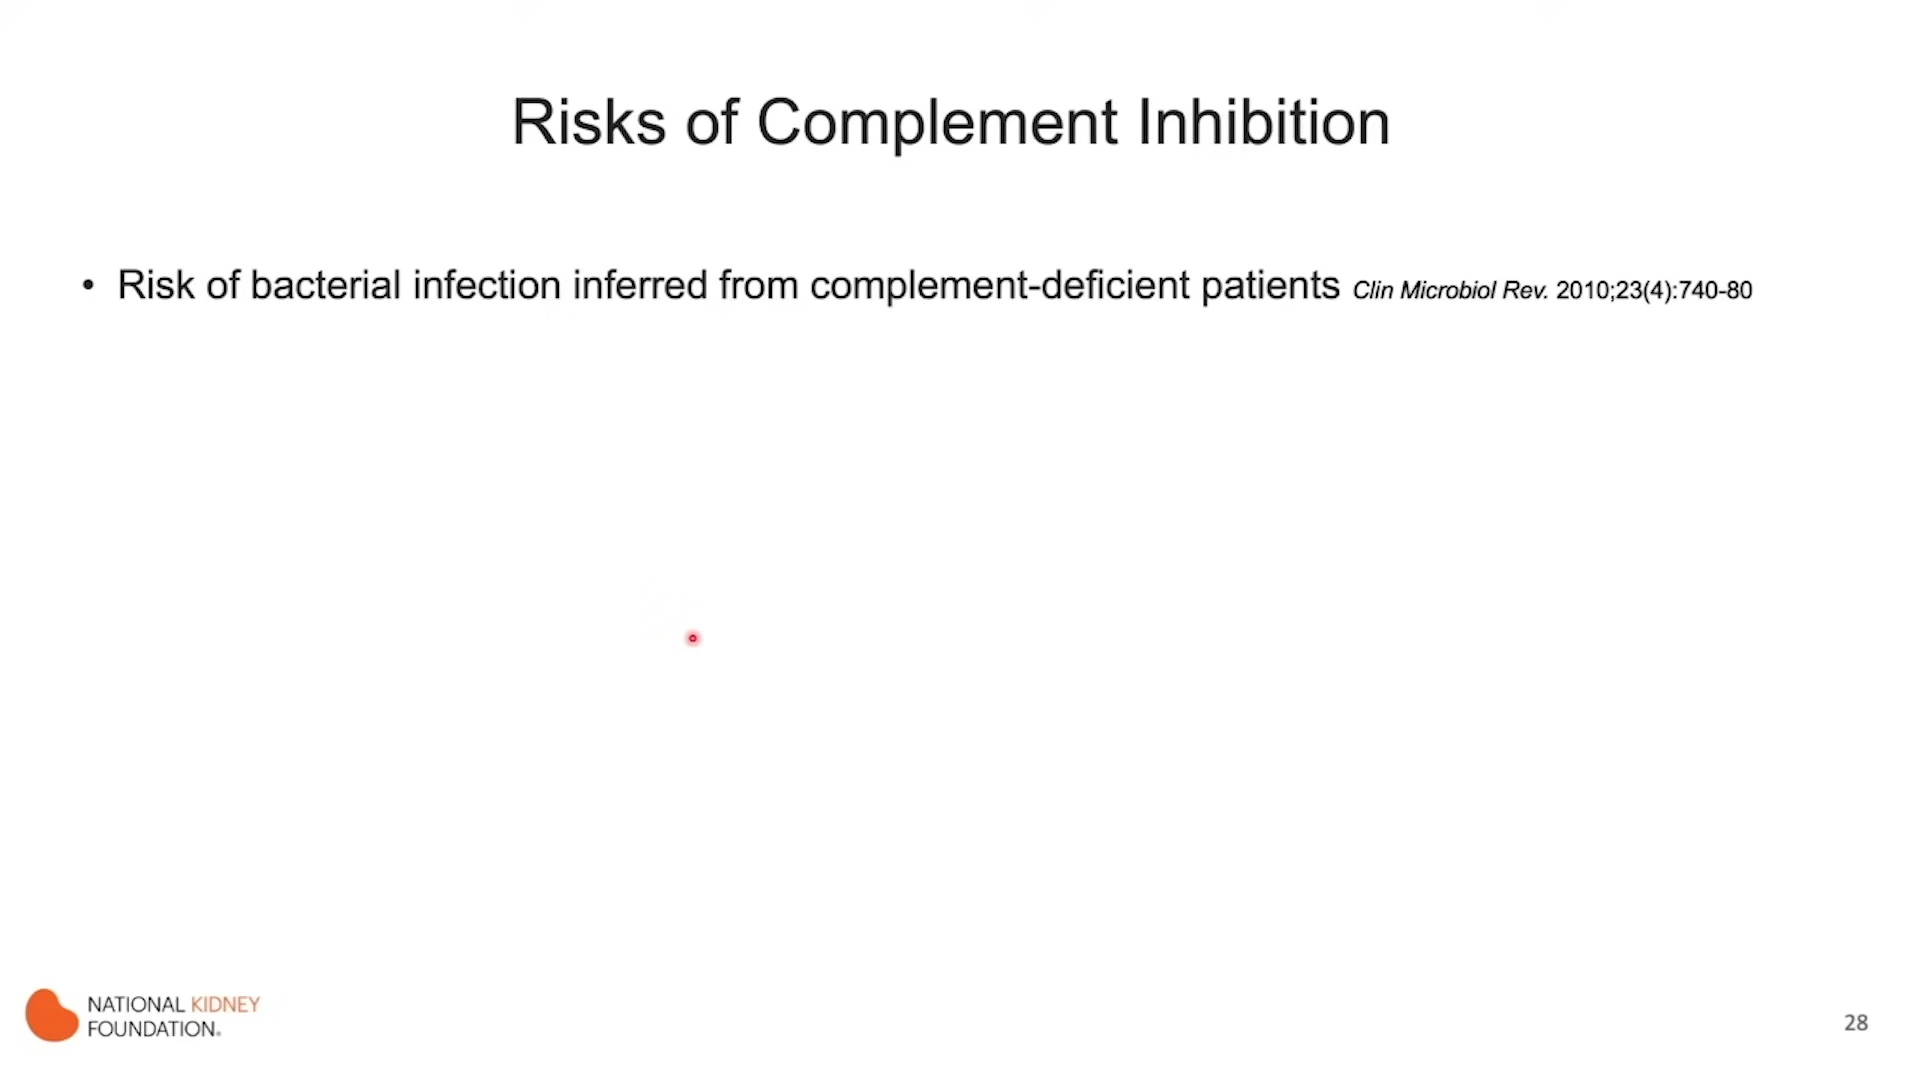 Risks of Complement Inhibition
• Risk of bacterial infection inferred from complement-deficient patients Clin Microbiol Rev. 2010;23(4):740-80
NATIONAL KIDNEY
FOUNDATION®
28